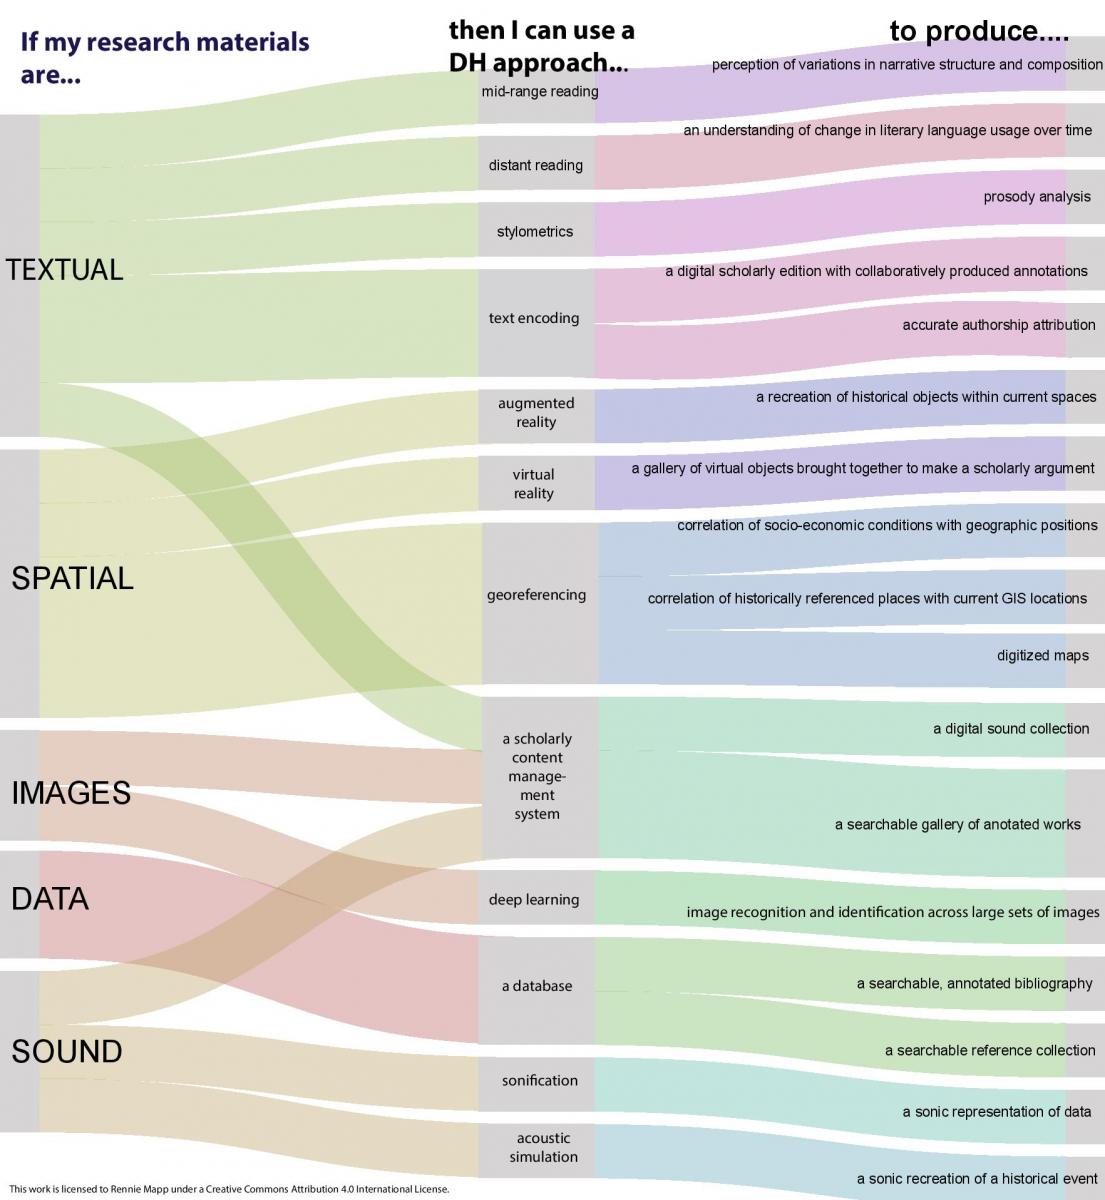 If my research materials
are...
then I can use a
DH approach...
to produce....
TEXTUAL
SPATIAL
IMAGES
DATA
SOUND
mid-range reading
distant reading
stylometrics
text encoding
augmented
reality
virtual
reality
georeferencing
a scholarly
content
manage-
ment
system
deep learning
a database
sonification
acoustic
simulation
perception of variations in narrative structure and composition
an understanding of change in literary language usage over time
prosody analysis
a digital scholarly edition with collaboratively produced annotations
accurate authorship attribution
a recreation of historical objects within current spaces
a gallery of virtual objects brought together to make a scholarly argument
correlation of socio-economic conditions with geographic positions
correlation of historically referenced places with current GIS locations
digitized maps
a digital sound collection
a searchable gallery of anotated works
image recognition and identification across large sets of images
a searchable, annotated bibliography
a searchable reference collection
a sonic representation of data
a sonic recreation of a historical event
This work is licensed to Rennie Mapp under a Creative Commons Attribution 4.0 International License.